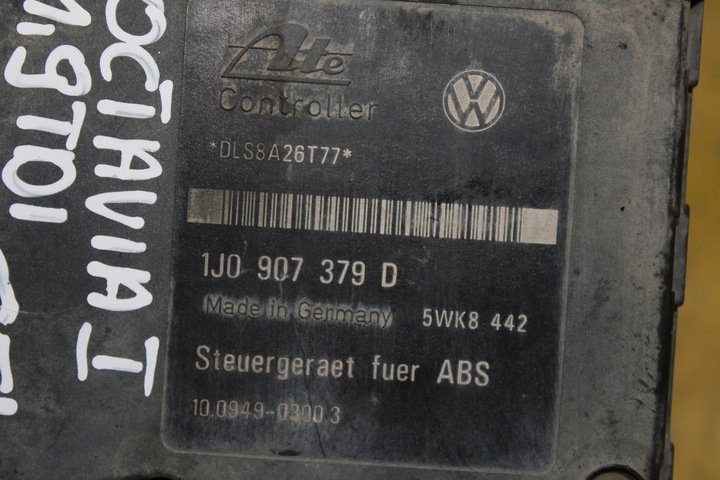 OCTAVIA I
1.9TDI
Ate
Controller
*DLS8A26T77*
1J0 907 379 D
Made in Germany 5WK8 442
Steuergeraet fuer ABS
10.0949-0300.3